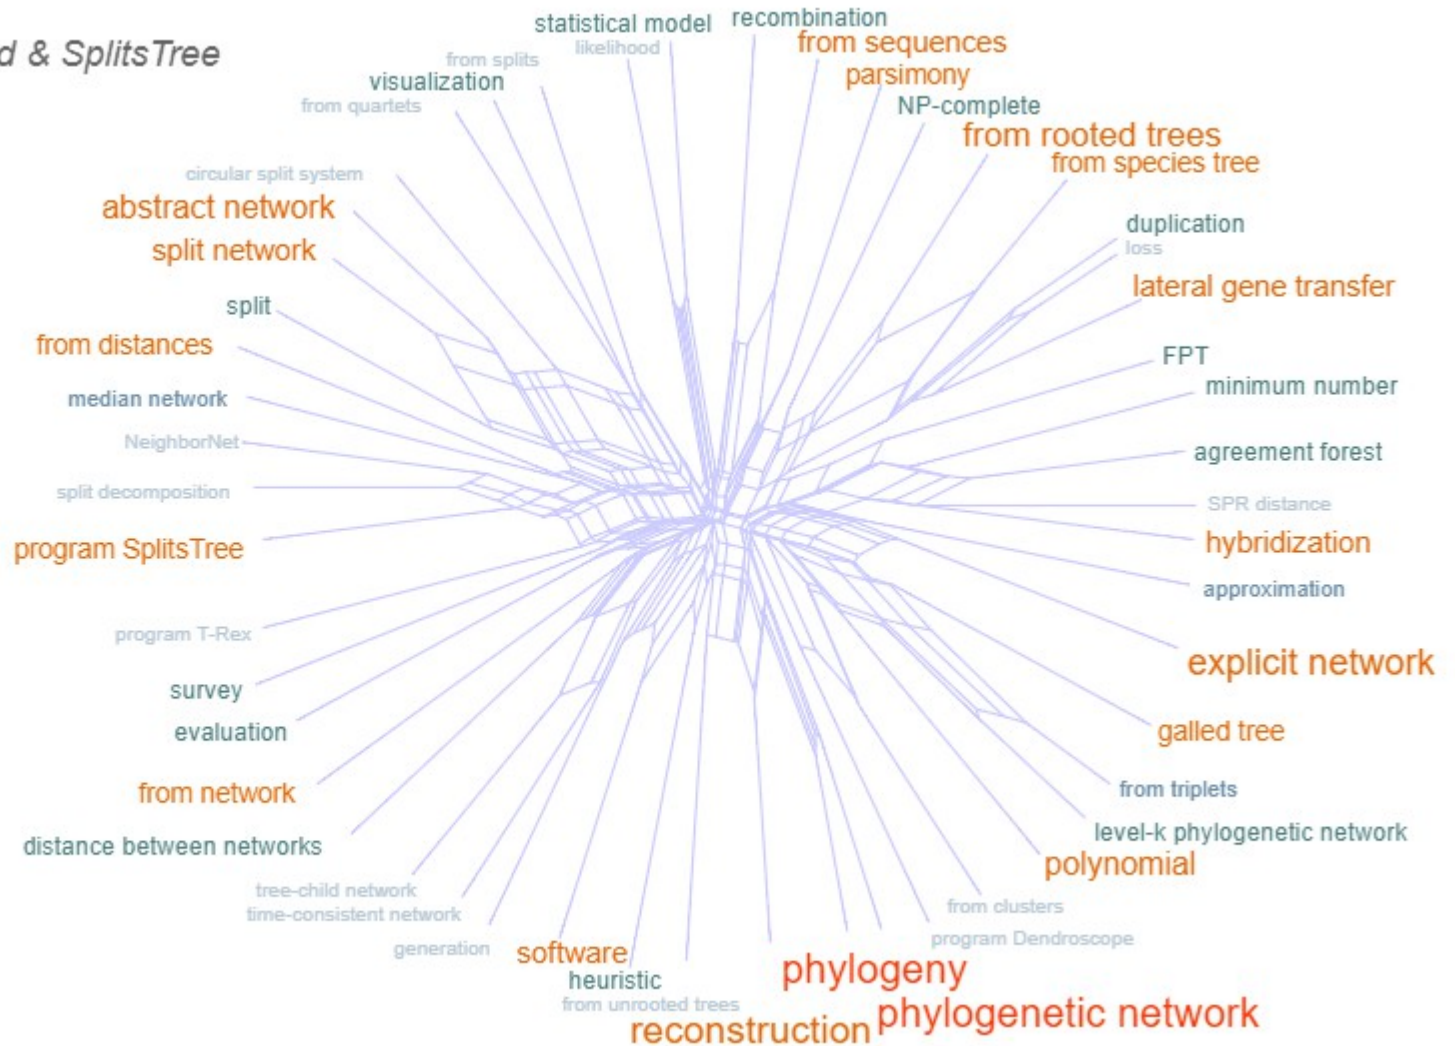 d & SplitsTree
statistical model
recombination
likelihood
from sequences
from splits
parsimony
visualization
from quartets
NP-complete
from rooted trees
from species tree
circular split system
abstract network
duplication
split network
loss
lateral gene transfer
split
from distances
FPT
minimum number
median network
NeighborNet
agreement forest
split decomposition
SPR distance
program SplitsTree
hybridization
approximation
program T-Rex
explicit network
survey
evaluation
galled tree
from network
from triplets
distance between networks
level-k phylogenetic network
polynomial
tree-child network
from clusters
time-consistent network
generation
program Dendroscope
software
phylogeny
heuristic
from unrooted trees
phylogenetic network
reconstruction